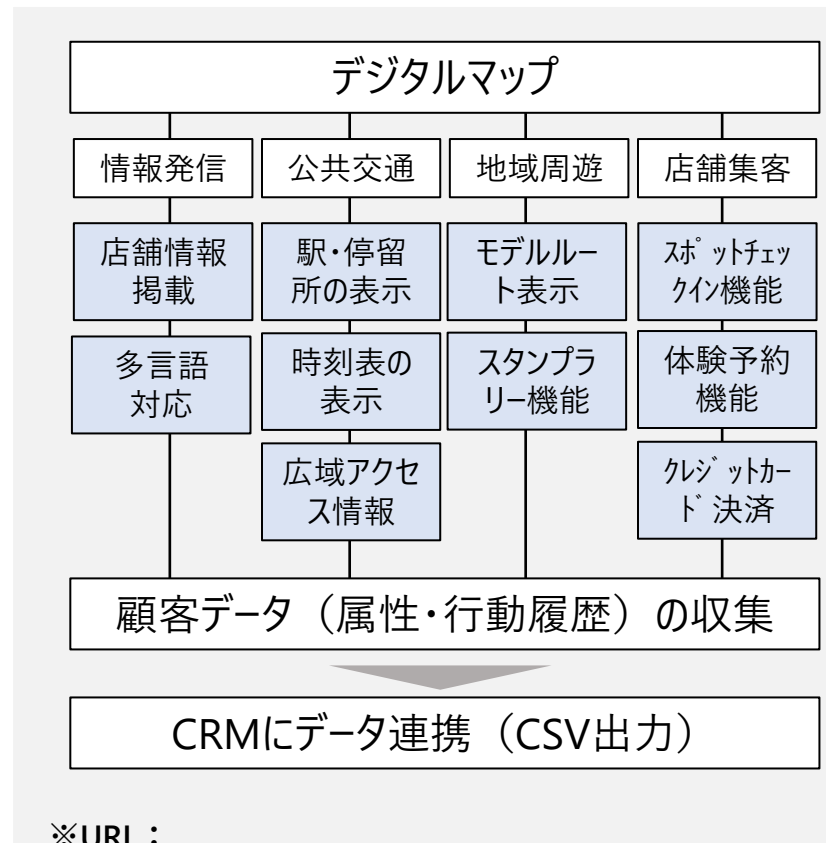 デジタルマップ
情報発信
公共交通
地域周遊
店舗集客
店舗情報
掲載
駅・停留
所の表示
モデルルー
ト表示
スポットチェッ
クイン機能
多言語
対応
時刻表の
表示
スタンプラ
リー機能
体験予約
機能
広域アクセ
ス情報
クレジットカー
ド決済
顧客データ（属性・行動履歴）の収集
CRMにデータ連携（CSV出力）
※URL：